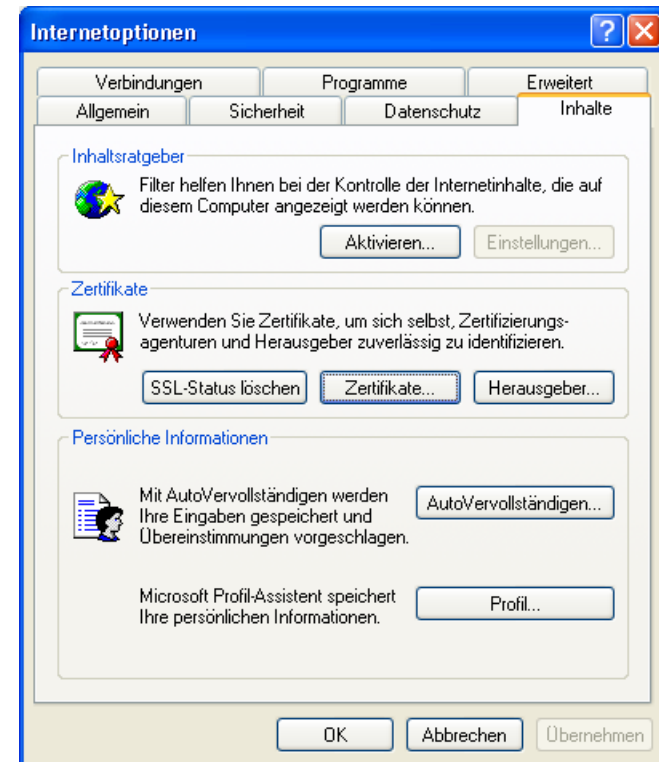 Internetoptionen
Verbindungen Programme Erweitert
Allgemein Sicherheit Datenschutz Inhalte
Inhaltsratgeber
Filter helfen Ihnen bei der Kontrolle der Internetinhalte, die auf
diesem Computer angezeigt werden können.
Aktivieren... Einstellungen...
Zertifikate
Verwenden Sie Zertifikate, um sich selbst, Zertifizierungs-
agenturen und Herausgeber zuverlässig zu identifizieren.
SSL-Status löschen Zertifikate... Herausgeber...
Persönliche Informationen
Mit AutoVervollständigen werden
Ihre Eingaben gespeichert und
Übereinstimmungen vorgeschlagen.
AutoVervollständigen...
Microsoft Profil-Assistent speichert
Ihre persönlichen Informationen.
Profil...
OK Abbrechen Übernehmen